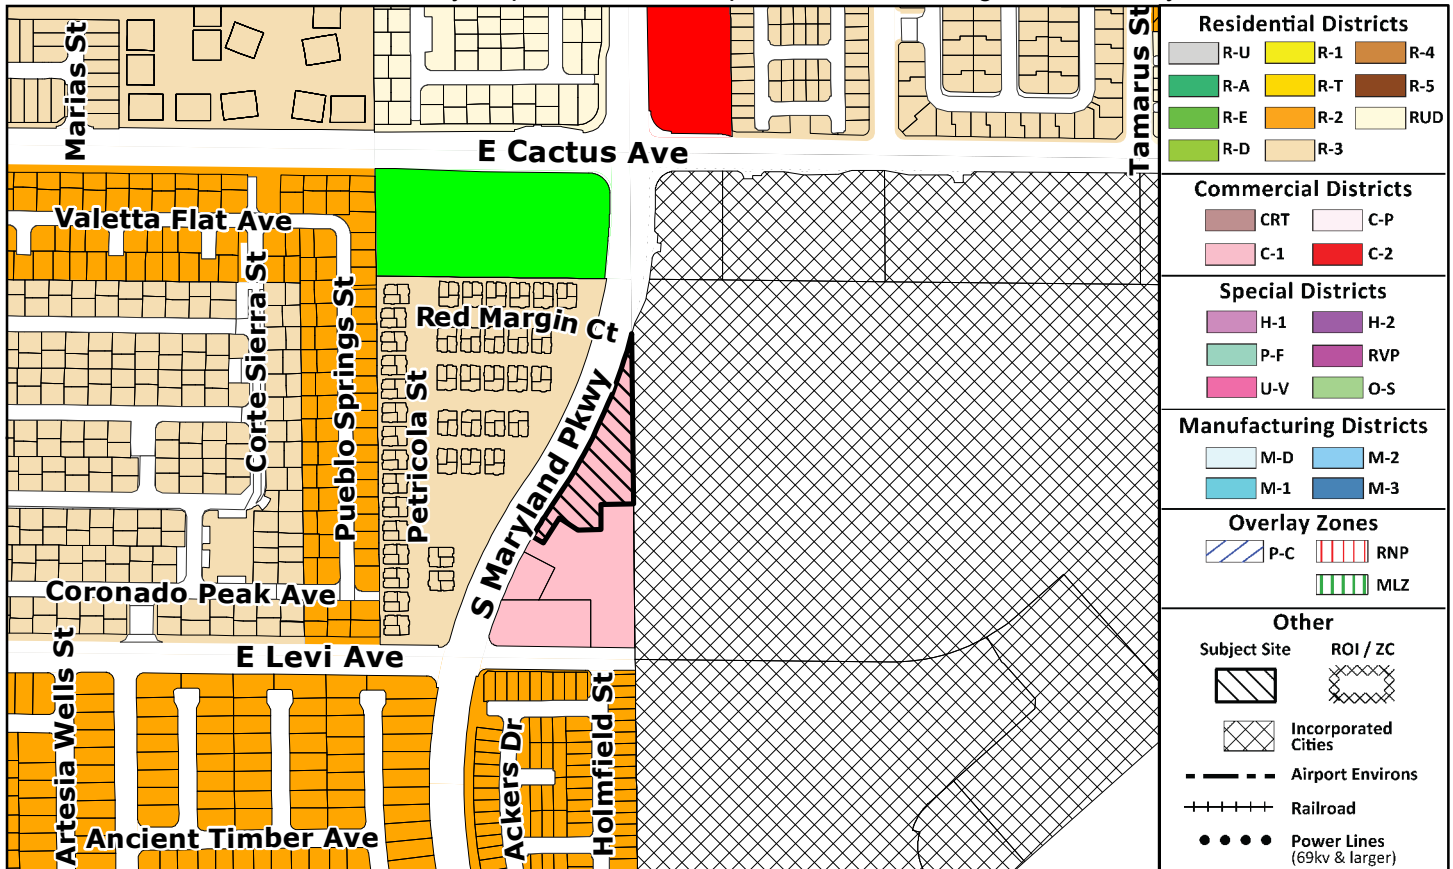 Marias St
E Cactus Ave
Tamarus St
Valetta Flat Ave
Corte Sierra St
Pueblo Springs St
Red Margin Ct
Petricola St
S Maryland Pkwy
Coronado Peak Ave
E Levi Ave
Artesia Wells St
Ackers Dr
Holmfield St
Ancient Timber Ave
Residential Districts
R-U R-1 R-4
R-A R-T R-5
R-E R-2 RUD
R-D R-3
Commercial Districts
CRT C-P
C-1 C-2
Special Districts
H-1 H-2
P-F RVP
U-V O-S
Manufacturing Districts
M-D M-2
M-1 M-3
Overlay Zones
P-C RNP
MLZ
Other
Subject Site ROI / ZC
Incorporated
Cities
Airport Environs
Railroad
Power Lines
(69kv & larger)